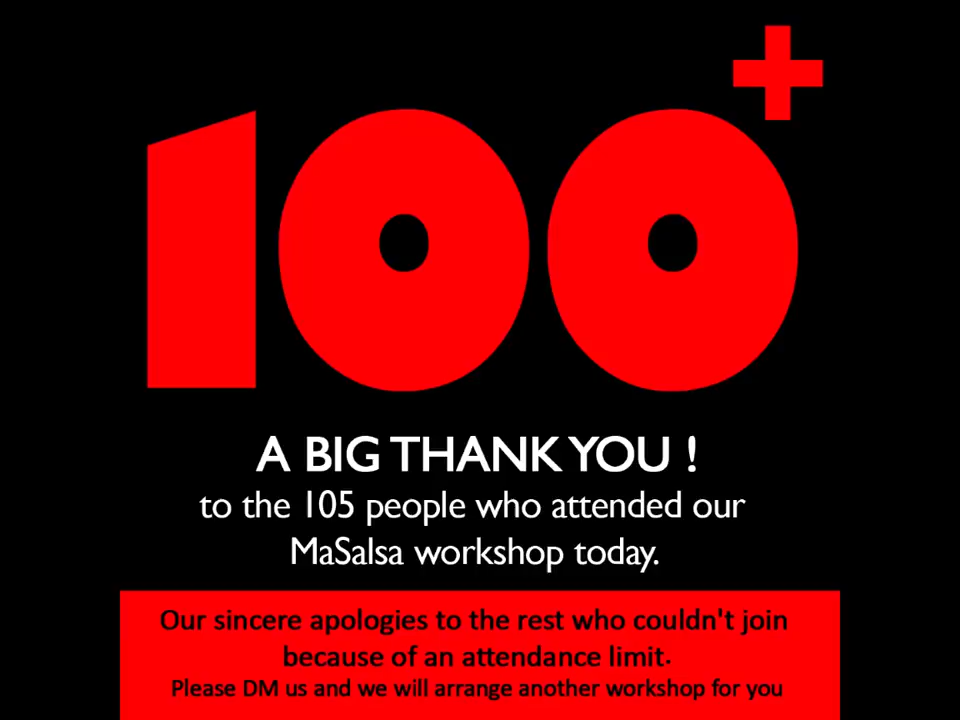 100+
A BIG THANK YOU !
to the 105 people who attended our
MaSalsa workshop today.
Our sincere apologies to the rest who couldn't join
because of an attendance limit.
Please DM us and we will arrange another workshop for you